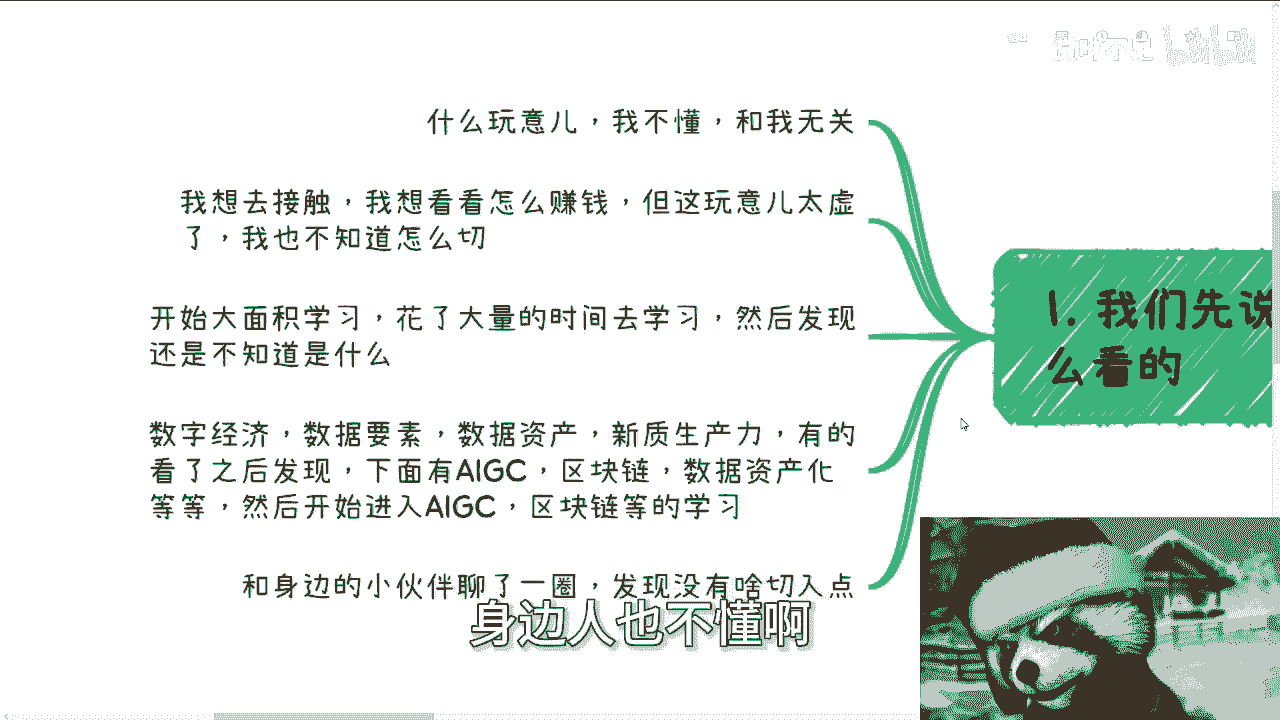 什么玩意儿，我不懂，和我无关
我想去接触，我想看看怎么赚钱，但这玩意儿太虚
了，我也不知道怎么切
开始大面积学习，花了大量的时间去学习，然后发现
还是不知道是什么
数字经济，数据要素，数据资产，新质生产力，有的
看了之后发现，下面有AIGC，区块链，数据资产化
等等，然后开始进入AIGC，区块链等的学习
和身边的小伙伴聊了一圈，发现没有啥切入点
1. 我们先说
么看的
身边人也不懂啊